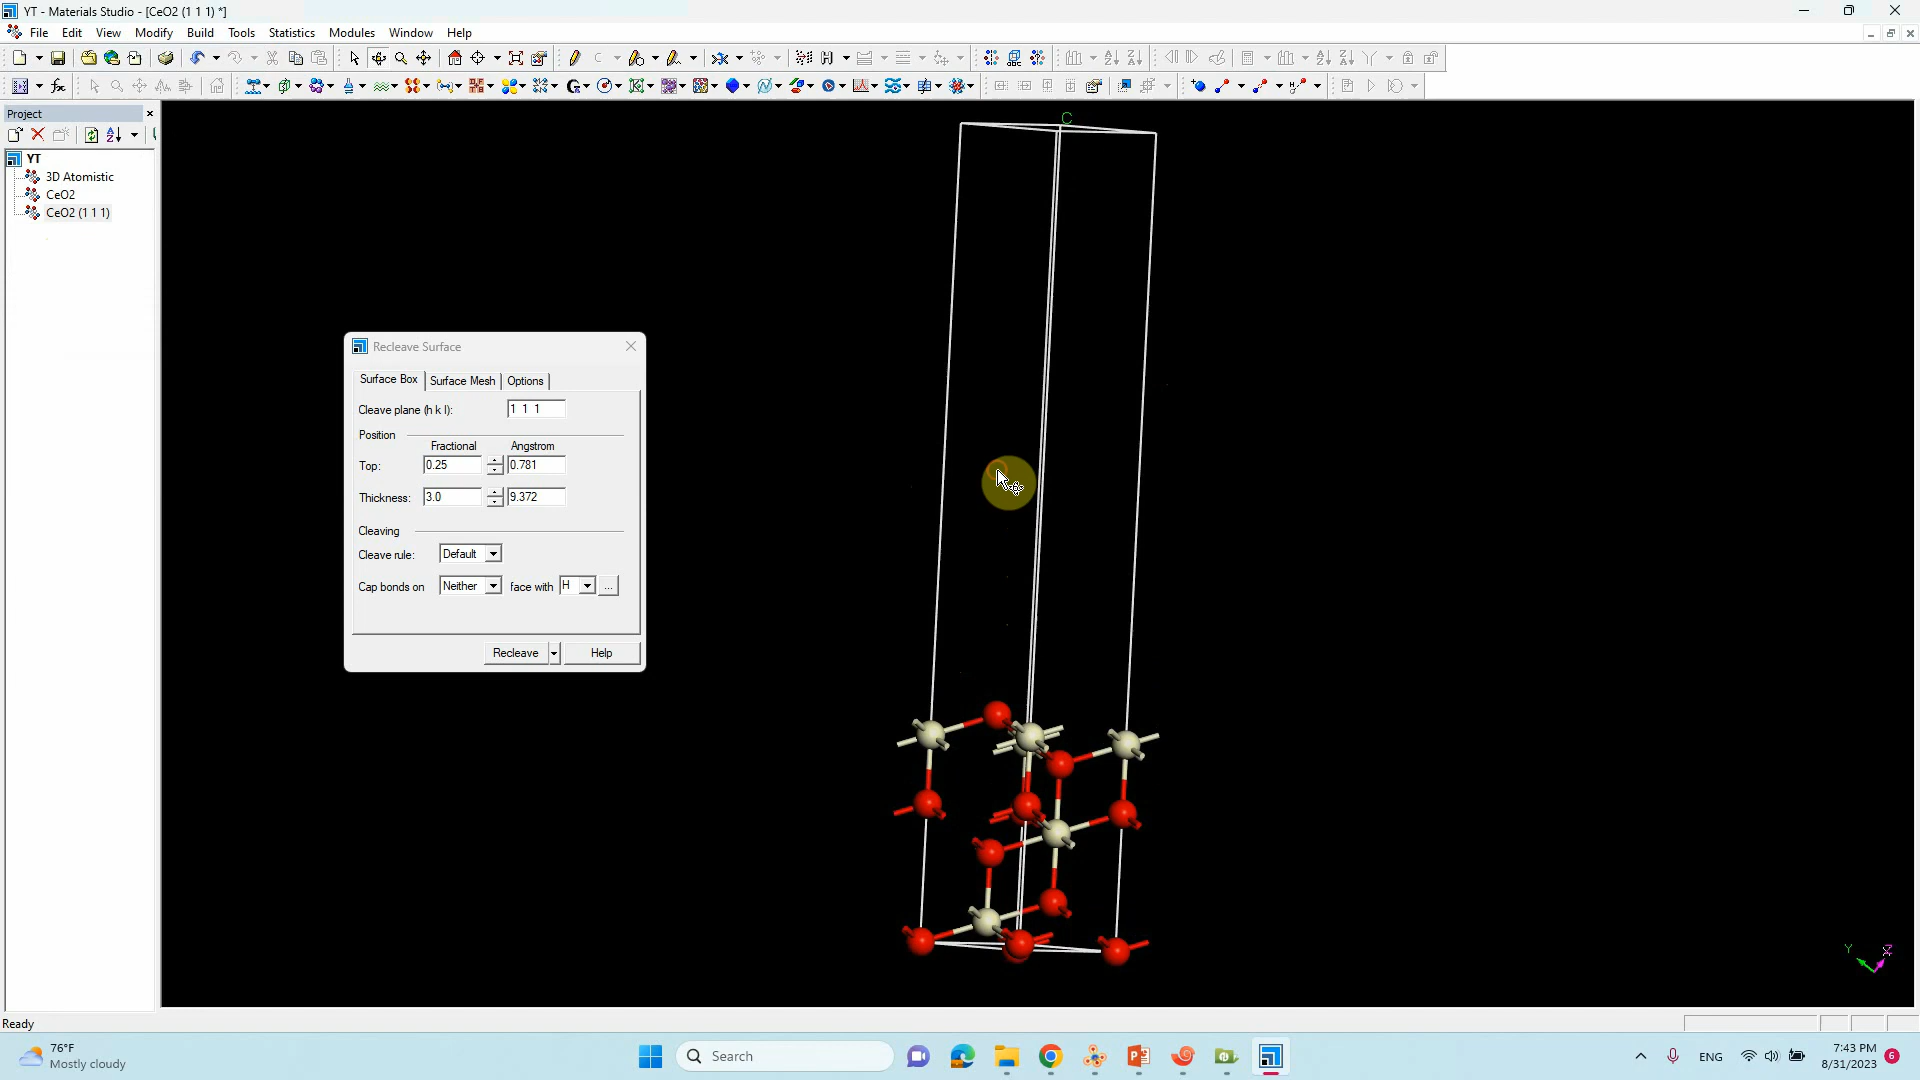 YT - Materials Studio - [CeO2 (1 1 1) *]
File Edit View Modify Build Tools Statistics Modules Window Help
Project
YT
3D Atomistic
CeO2
CeO2 (1 1 1)
C
Recleave Surface
Surface Box Surface Mesh Options
Cleave plane (h k l): 1 1 1
Position
Fractional Angstrom
Top: 0.25 0.781
Thickness: 3.0 9.372
Cleaving
Cleave rule: Default
Cap bonds on Neither face with H ...
Recleave Help
Y Z
Ready
76°F
Mostly cloudy
Search
ENG
7:43 PM
8/31/2023
6